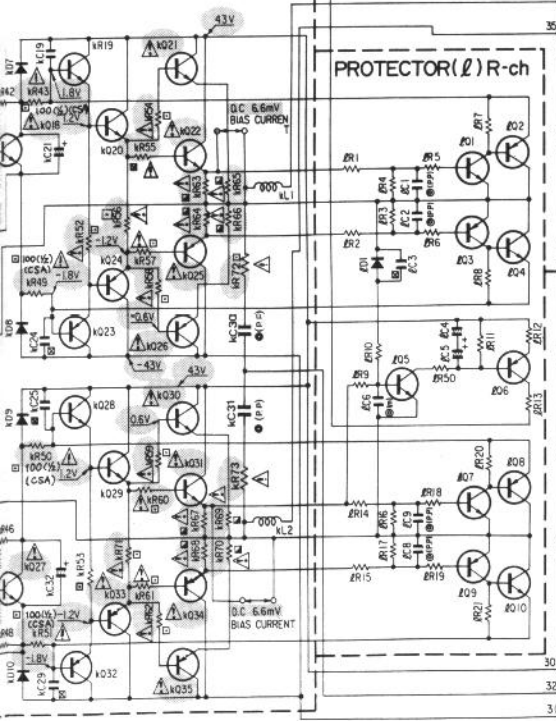 43V
35
kC19
kR19
kQ21
kD7
R42
kR43
1.8V
100(½)(CSA)
1.2V
kQ18
kR54
D.C 6.6mV
BIAS CURRENT
PROTECTOR(ℓ) R-ch
kC21
kQ20
kR55
kQ22
kR63
kR65
kL1
kR64
kR66
kR56
kR52
-1.2V
100(½)
(CSA)
-1.8V
kR49
kQ24
kR57
kR58
kQ25
kR72
kD8
kC24
kQ23
-0.6V
kQ26
-43V
kC30
(P.P)
ℓR1
ℓR4
ℓC1
(P.P)
ℓR5
ℓQ1
ℓR7
ℓQ2
ℓR3
ℓC2
(P.P)
ℓR2
ℓR6
ℓQ3
ℓR8
ℓQ4
ℓD1
ℓC3
ℓR10
ℓR9
ℓC6
ℓQ5
ℓC4
ℓC5
ℓR50
ℓR11
ℓR12
ℓQ6
ℓR13
43V
kD9
kC25
kQ28
kQ30
0.6V
kC31
(P.P)
kR50
100(½)
(CSA)
1.2V
kQ29
kR59
kR60
kQ31
kR73
kR67
kR69
kL2
kR68
kR70
R46
kQ27
kC32
kR53
kR71
kQ33
kR61
kR62
kQ34
D.C 6.6mV
BIAS CURRENT
100(½)
-1.2V
(CSA)
R48
kR51
-1.8V
kD10
kC29
kQ32
kQ35
ℓR14
ℓR16
ℓC9
(P.P)
ℓR18
ℓQ7
ℓR20
ℓQ8
ℓR17
ℓC8
(P.P)
ℓR15
ℓR19
ℓQ9
ℓR21
ℓQ10
30
32
31